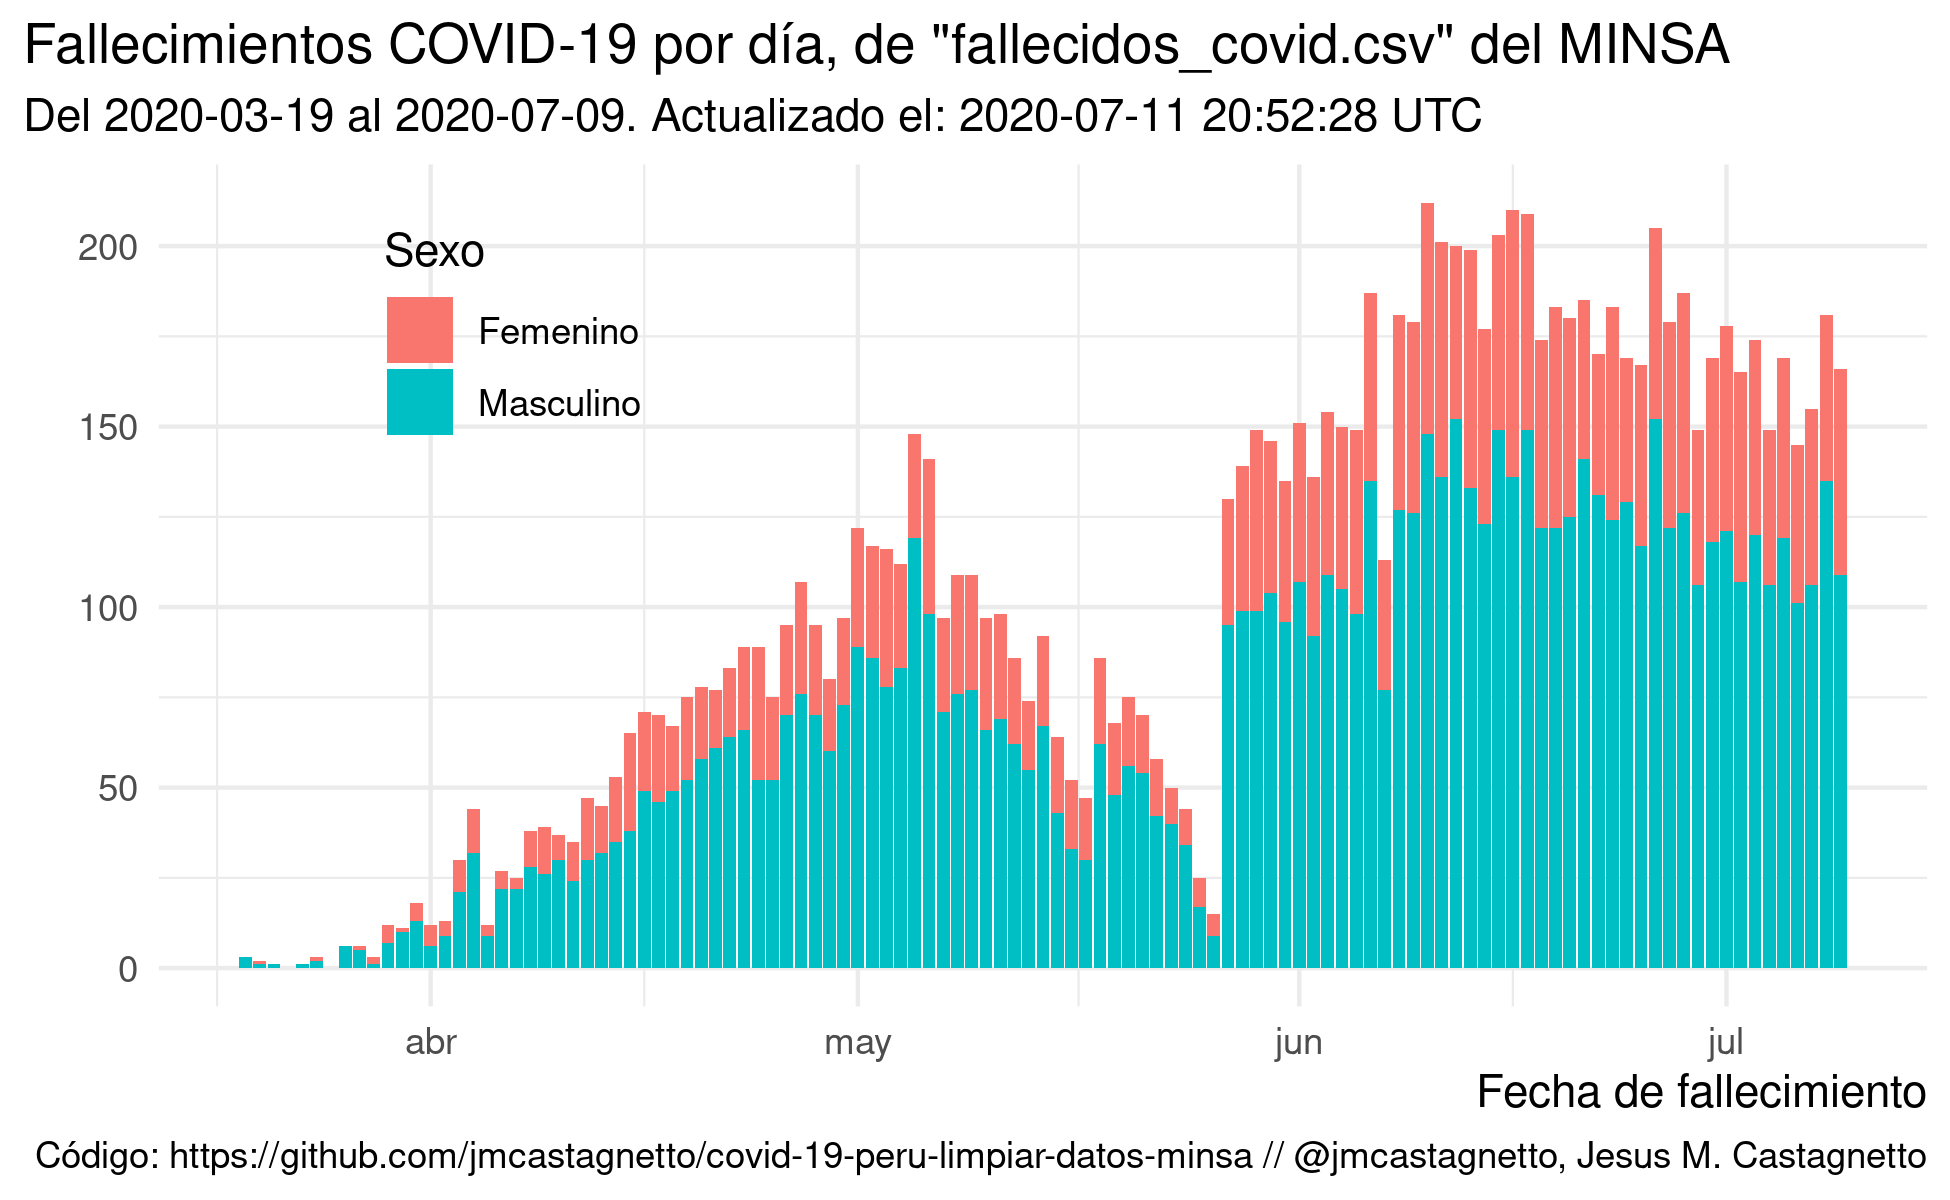 Fallecimientos COVID-19 por día, de "fallecidos_covid.csv" del MINSA
Del 2020-03-19 al 2020-07-09. Actualizado el: 2020-07-11 20:52:28 UTC
200
150
100
50
0
Sexo
Femenino
Masculino
abr may jun jul
Fecha de fallecimiento
Código: https://github.com/jmcastagnetto/covid-19-peru-limpiar-datos-minsa // @jmcastagnetto, Jesus M. Castagnetto